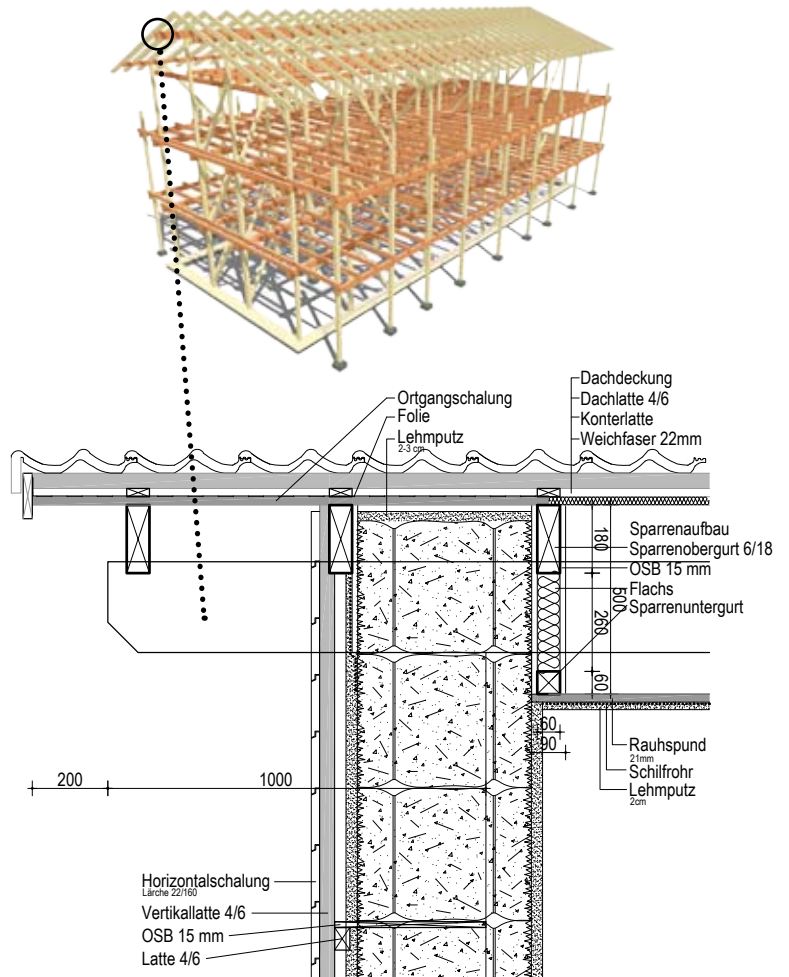 Ortgangschalung
Folie
Lehmputz
2-3 cm
Dachdeckung
Dachlatte 4/6
Konterlatte
Weichfaser 22mm
180
500
260
60
Sparrenaufbau
Sparrenobergurt 6/18
OSB 15 mm
Flachs
Sparrenuntergurt
60
90
Rauhspund
21mm
Schilfrohr
Lehmputz
2cm
200
1000
Horizontalschalung
Lärche 22/160
Vertikallatte 4/6
OSB 15 mm
Latte 4/6